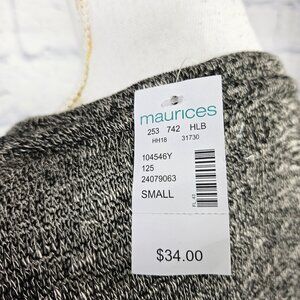 maurices
253 742 HLB
HH18 31730
104546Y
125
24079063
SMALL
$34.00